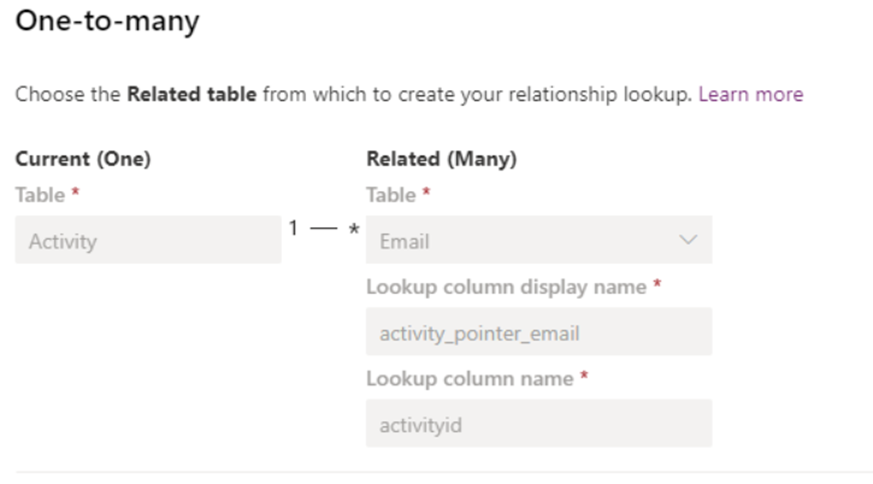 One-to-many
Choose the Related table from which to create your relationship lookup. Learn more
Current (One)
Related (Many)
Table *
Table *
Activity
1 — *
Email
Lookup column display name *
activity_pointer_email
Lookup column name *
activityid